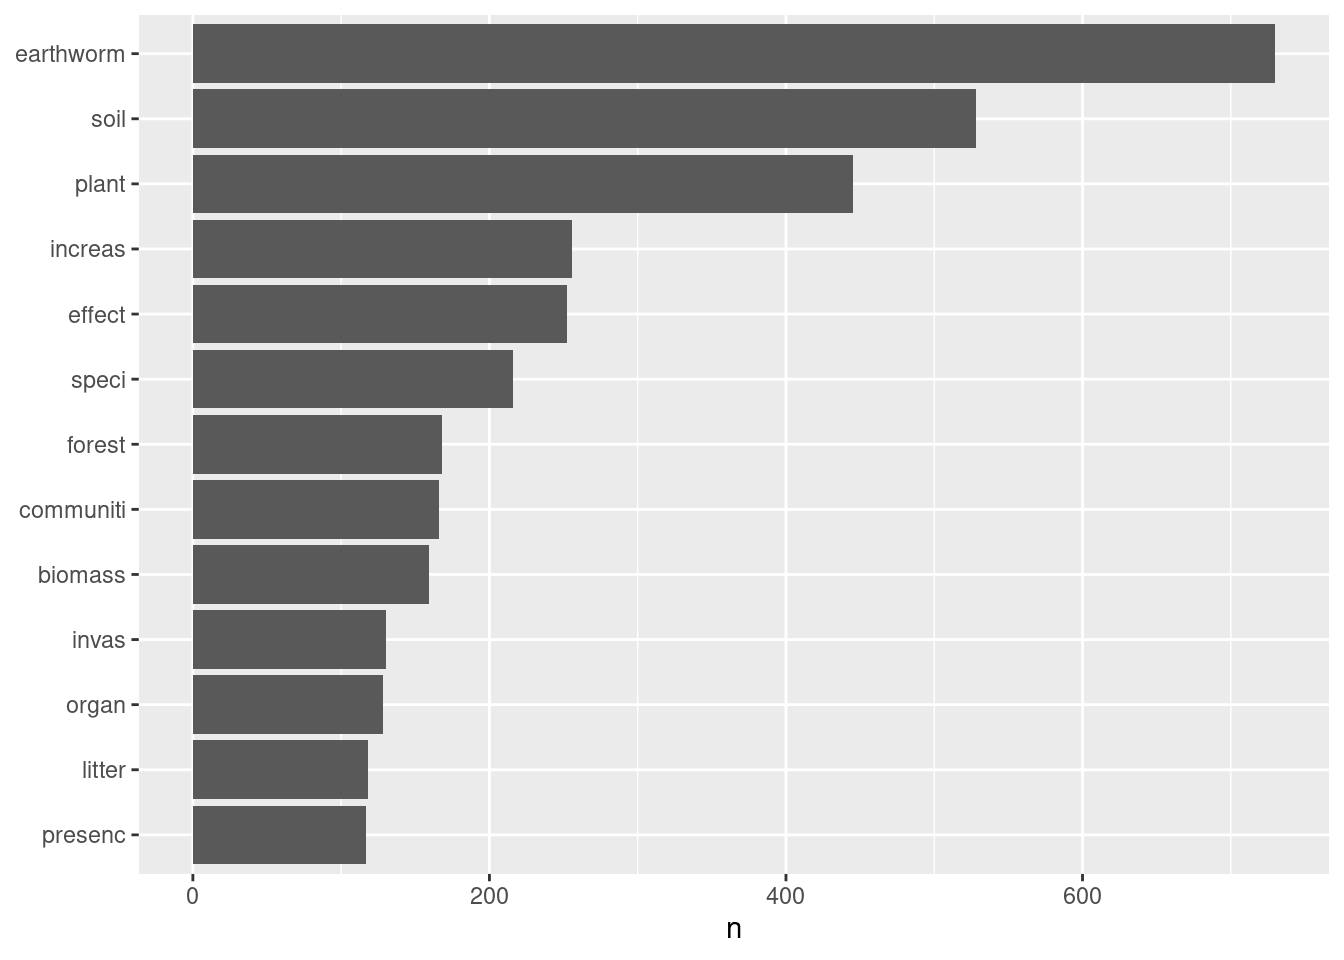 earthworm
soil
plant
increas
effect
speci
forest
communiti
biomass
invas
organ
litter
presenc
0 200 400 600
n